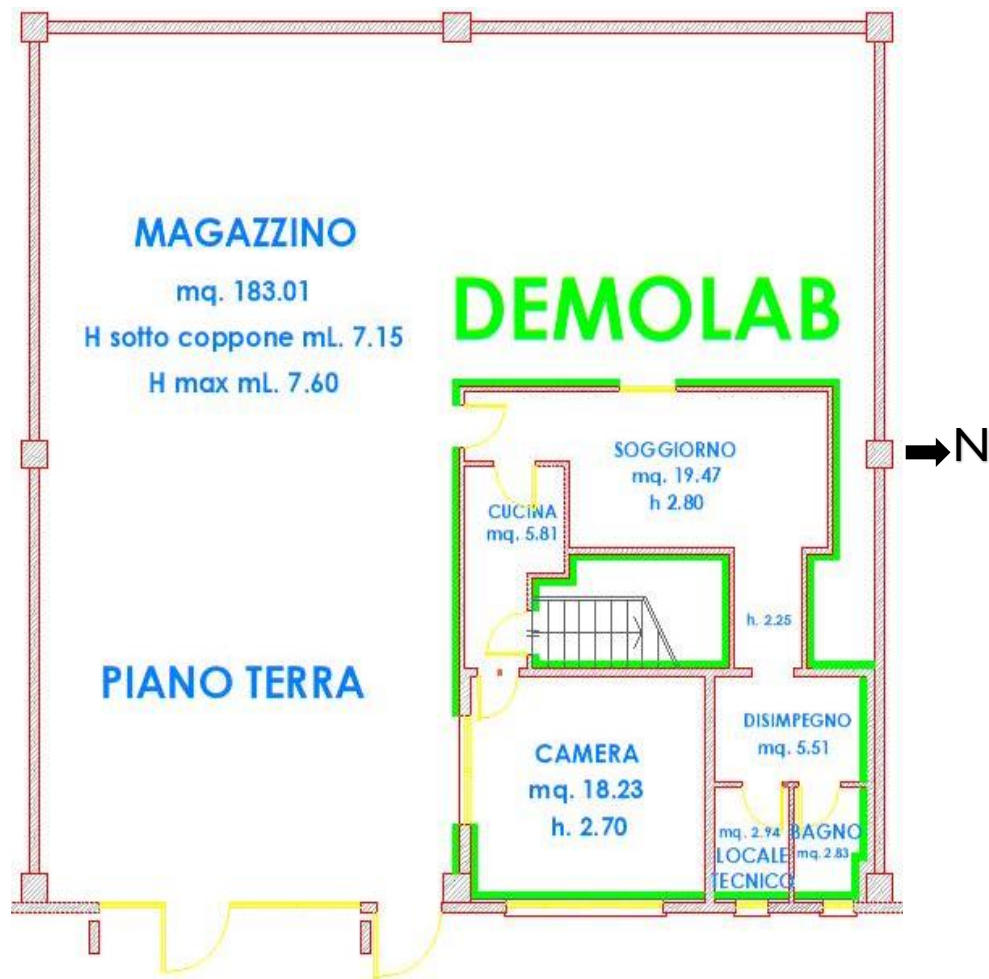 MAGAZZINO
mq. 183.01
H sotto coppone mL. 7.15
H max mL. 7.60
DEMOLAB
N
SOGGIORNO
mq. 19.47
h 2.80
CUCINA
mq. 5.81
h. 2.25
PIANO TERRA
DISIMPEGNO
mq. 5.51
CAMERA
mq. 18.23
h. 2.70
mq. 2.94
LOCALE
TECNICO
BAGNO
mq. 2.83